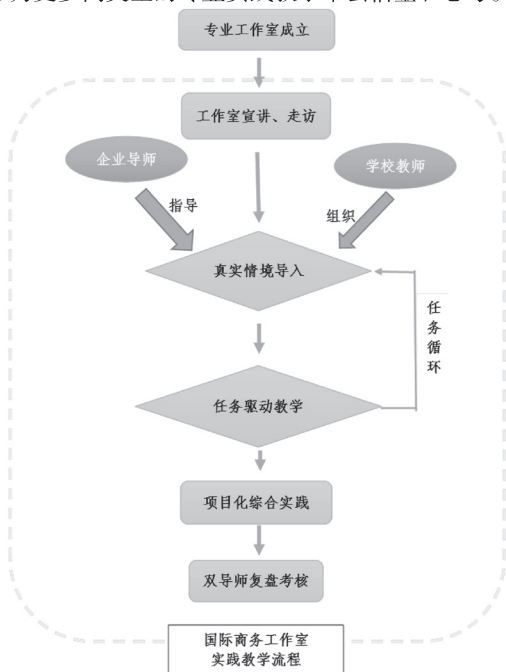 专业工作室成立
工作室宣讲、走访
企业导师
学校教师
指导
组织
真实情境导入
任务循环
任务驱动教学
项目化综合实践
双导师复盘考核
国际商务工作室
实践教学流程